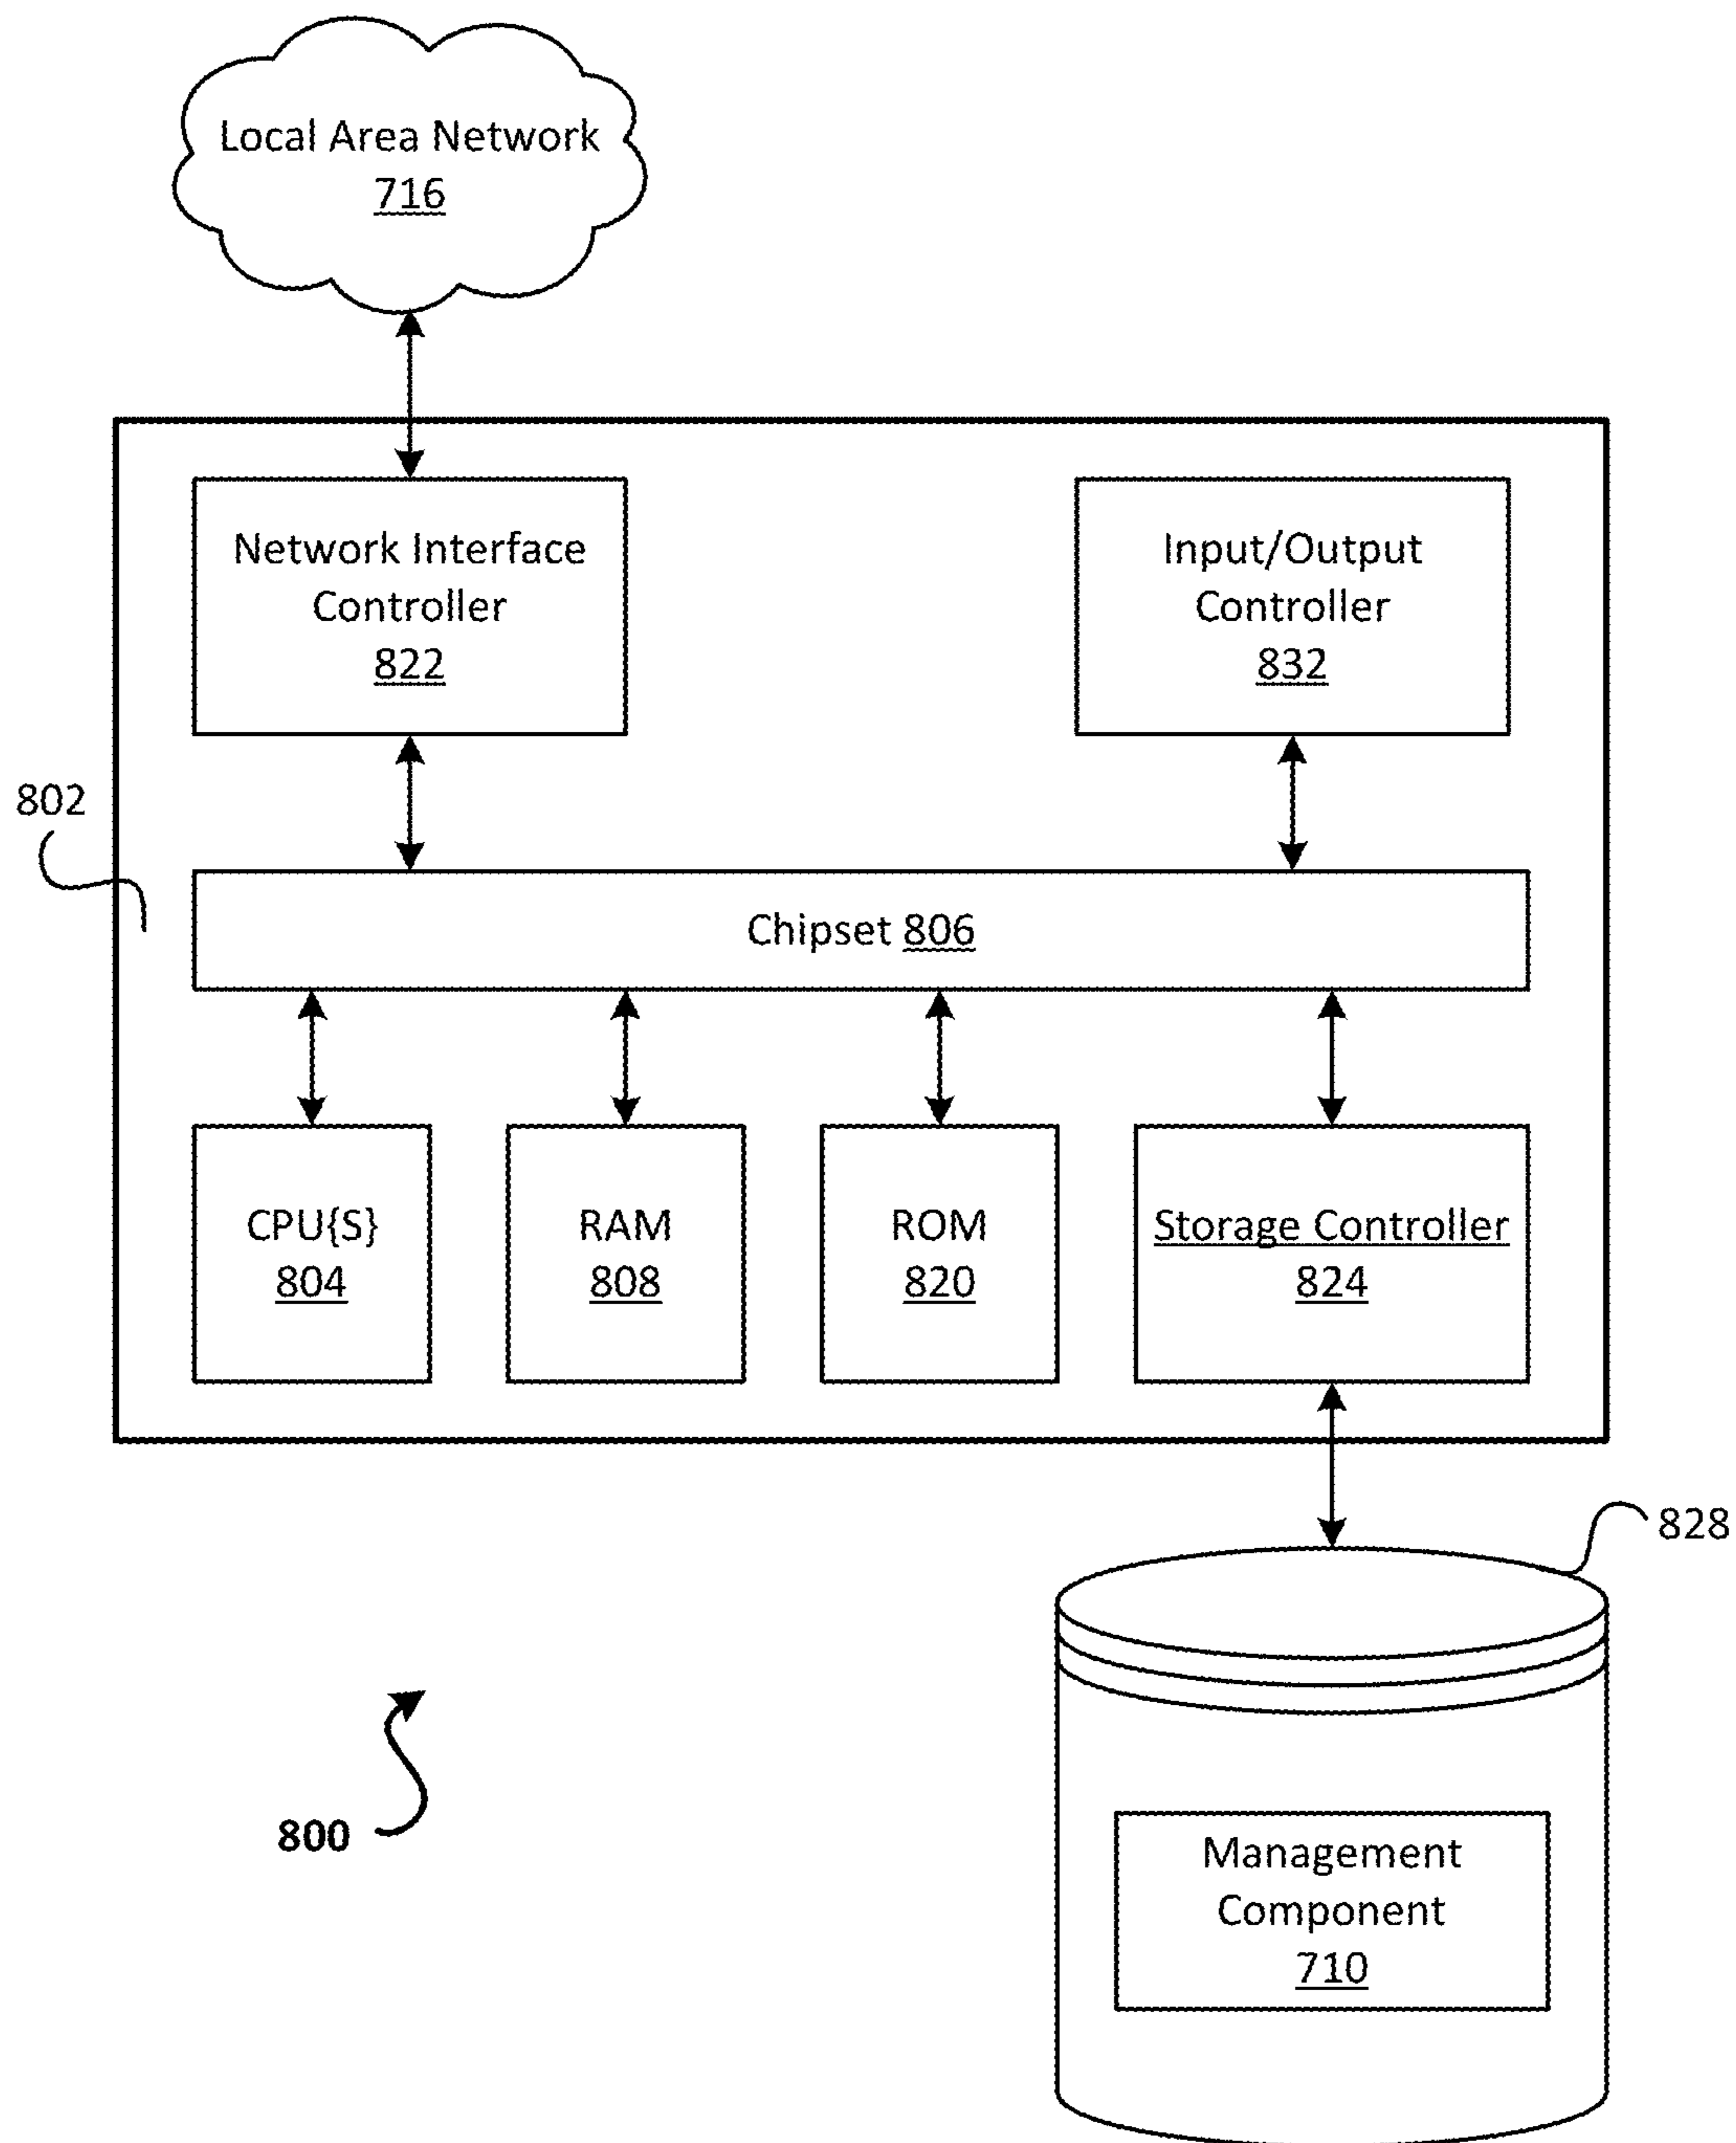 Local Area Network
716
Network Interface
Controller
822
Input/Output
Controller
832
802
Chipset 806
CPU{S}
804
RAM
808
ROM
820
Storage Controller
824
828
800
Management
Component
710